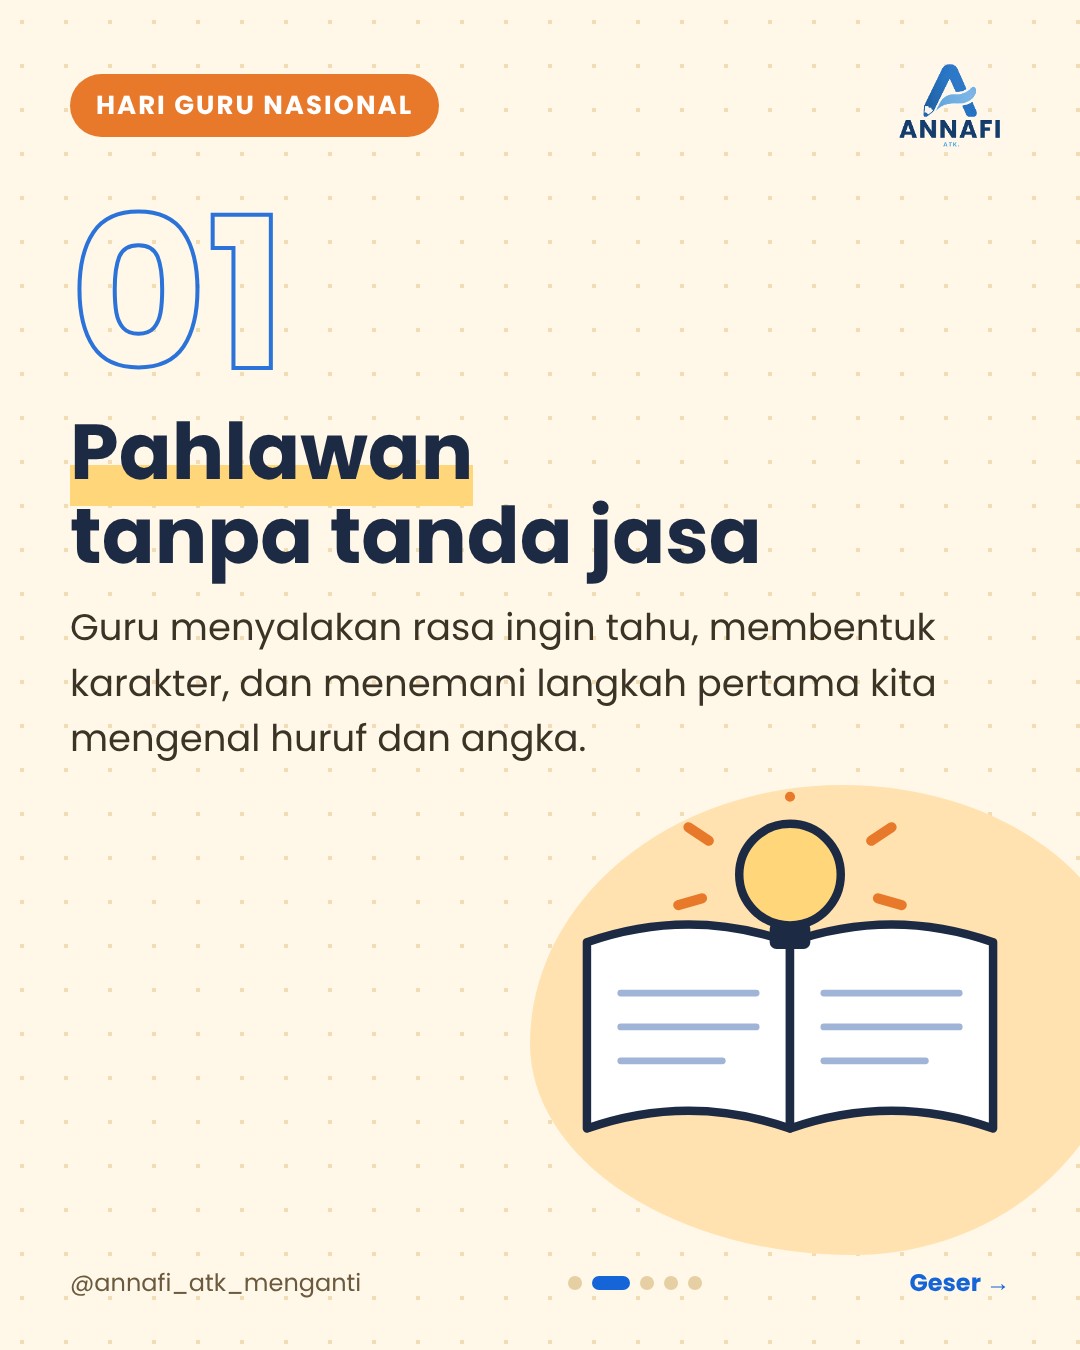 HARI GURU NASIONAL
ANNAFI
ATK.
01
Pahlawan
tanpa tanda jasa
Guru menyalakan rasa ingin tahu, membentuk
karakter, dan menemani langkah pertama kita
mengenal huruf dan angka.
@annafi_atk_menganti
Geser →